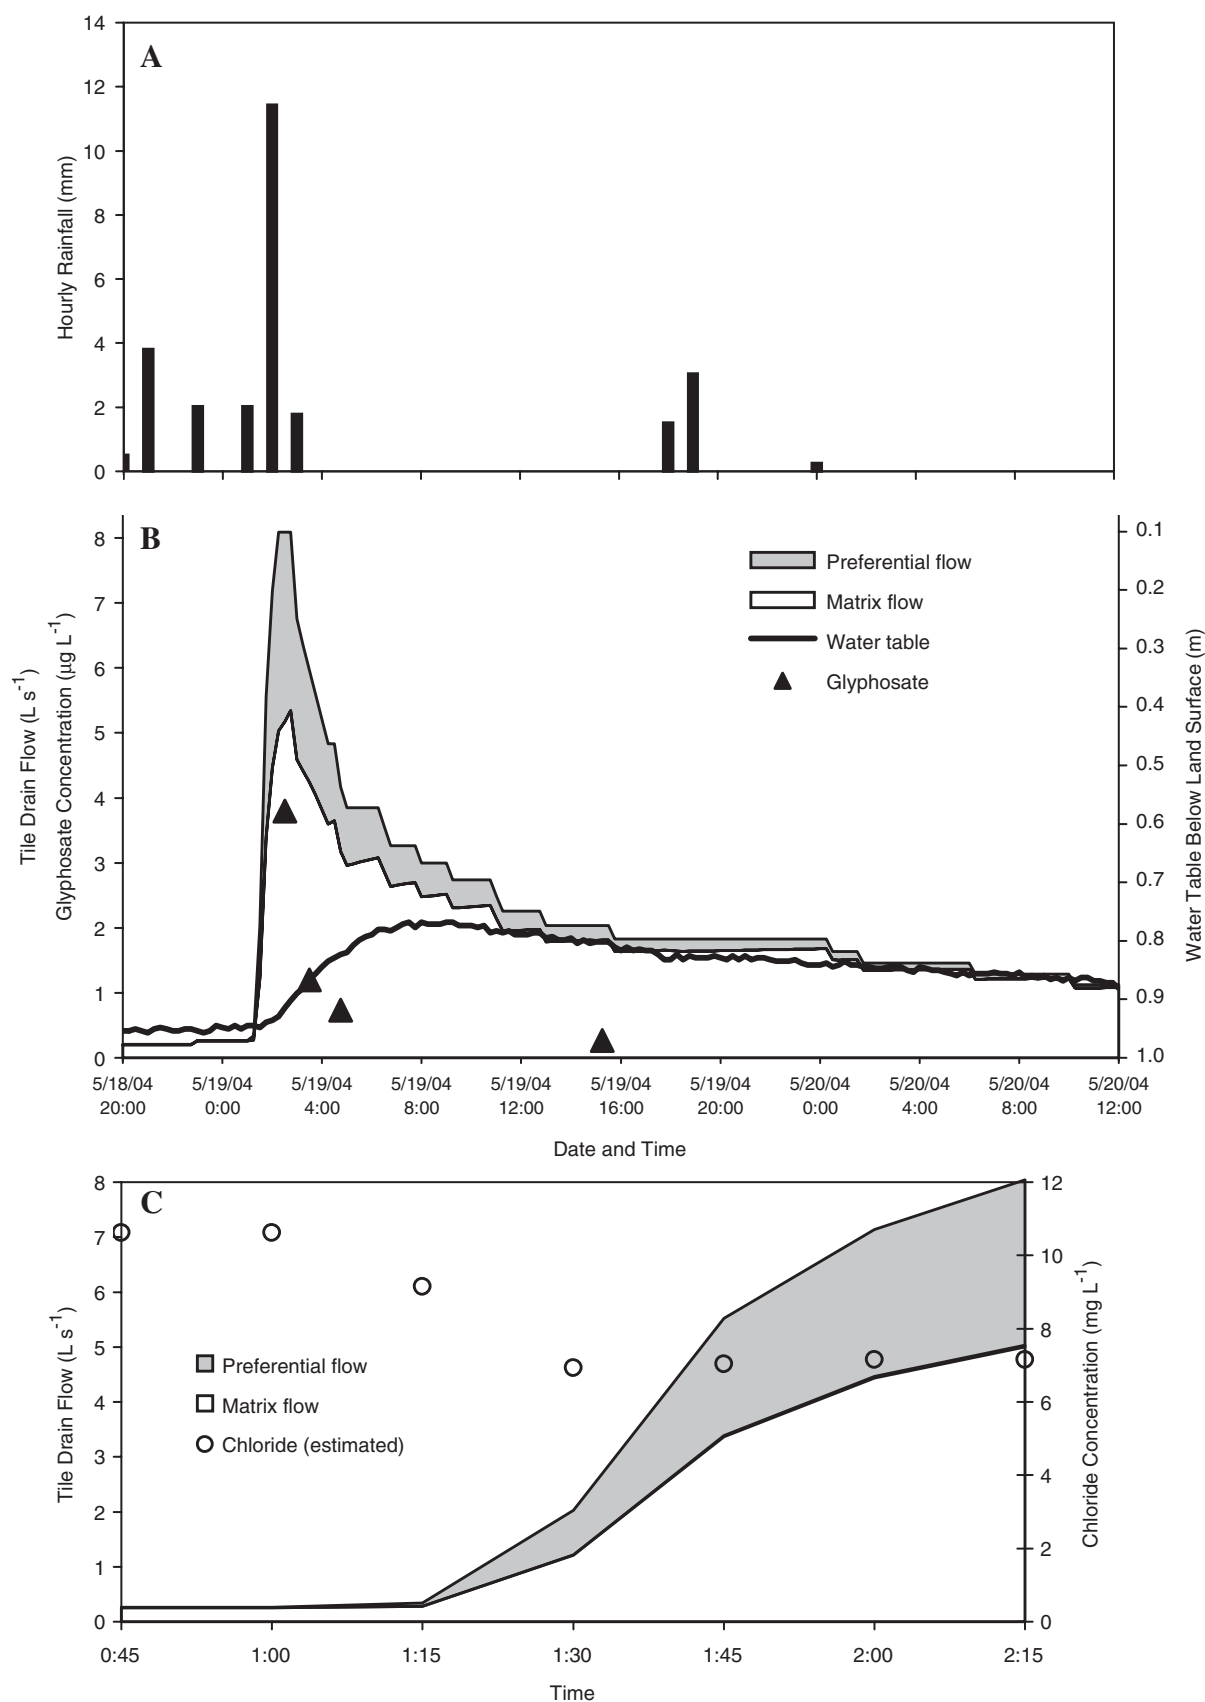 A
14
12
10
8
6
4
2
0
Hourly Rainfall (mm)
B
8
7
6
5
4
3
2
1
0
Tile Drain Flow (L s⁻¹)
Glyphosate Concentration (µg L⁻¹)
Preferential flow
Matrix flow
Water table
Glyphosate
0.1
0.2
0.3
0.4
0.5
0.6
0.7
0.8
0.9
1.0
Water Table Below Land Surface (m)
5/18/04 5/19/04 5/19/04 5/19/04 5/19/04 5/19/04 5/19/04 5/20/04 5/20/04 5/20/04 5/20/04
20:00 0:00 4:00 8:00 12:00 16:00 20:00 0:00 4:00 8:00 12:00
Date and Time
C
8
7
6
5
4
3
2
1
0
Tile Drain Flow (L s⁻¹)
Preferential flow
Matrix flow
Chloride (estimated)
12
10
8
6
4
2
0
Chloride Concentration (mg L⁻¹)
0:45 1:00 1:15 1:30 1:45 2:00 2:15
Time